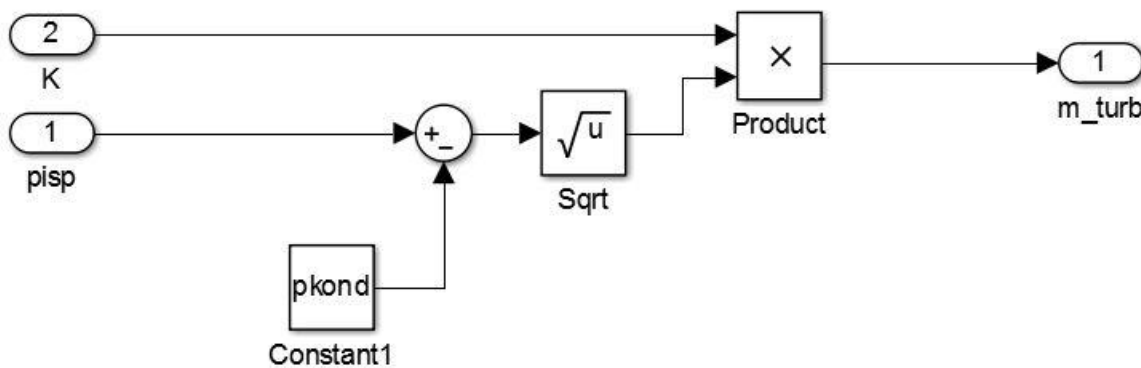 2
K
1
pisp
+
-
√u
Sqrt
pkond
Constant1
×
Product
1
m_turb